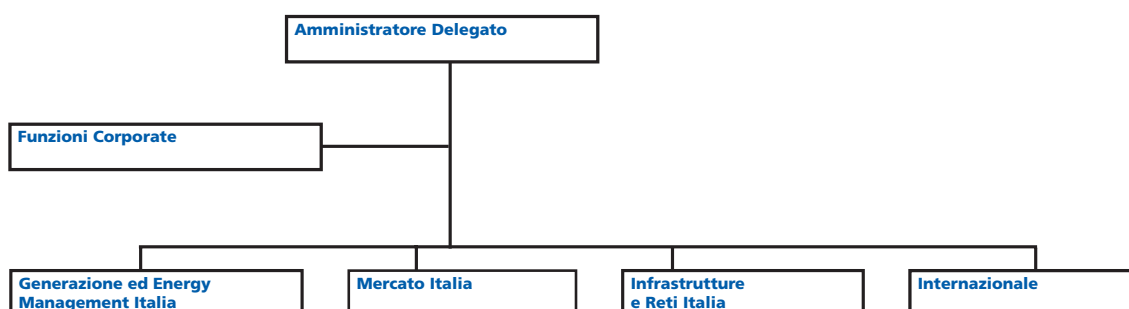 Amministratore Delegato
Funzioni Corporate
Generazione ed Energy
Management Italia
Mercato Italia
Infrastrutture
e Reti Italia
Internazionale